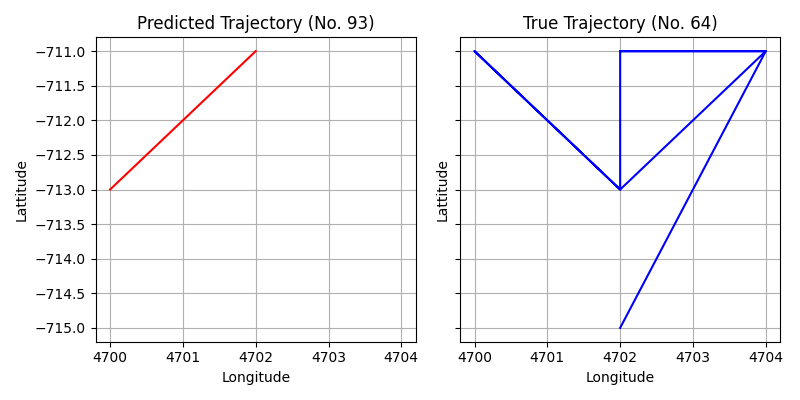 Predicted Trajectory (No. 93)
True Trajectory (No. 64)
−711.0
−711.5
−712.0
−712.5
−713.0
−713.5
−714.0
−714.5
−715.0
Lattitude
Lattitude
4700 4701 4702 4703 4704
4700 4701 4702 4703 4704
Longitude
Longitude